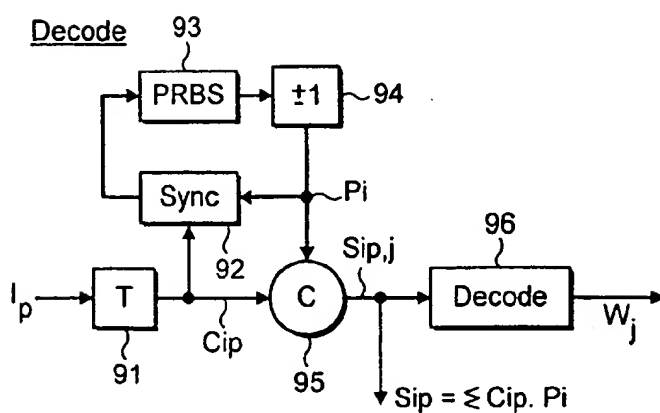 Decode
93
PRBS
±1
94
Sync
92
Pi
Sip,j
96
Ip
T
91
Cip
C
95
Decode
Wj
Sip = ≤ Cip. Pi